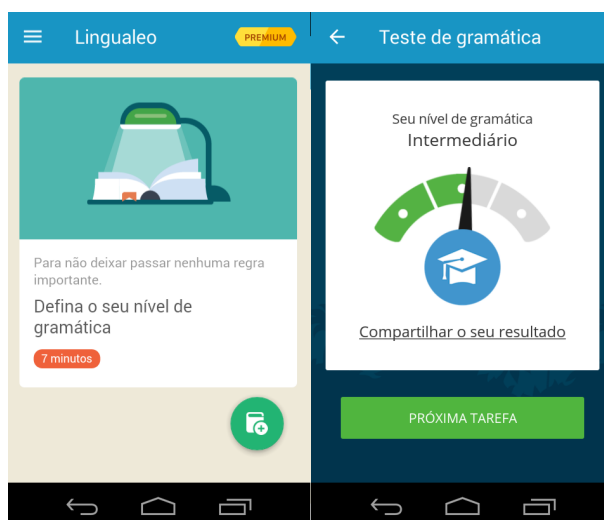 Lingualeo
PREMIUM
Para não deixar passar nenhuma regra
importante.
Defina o seu nível de
gramática
7 minutos
Teste de gramática
Seu nível de gramática
Intermediário
Compartilhar o seu resultado
PRÓXIMA TAREFA